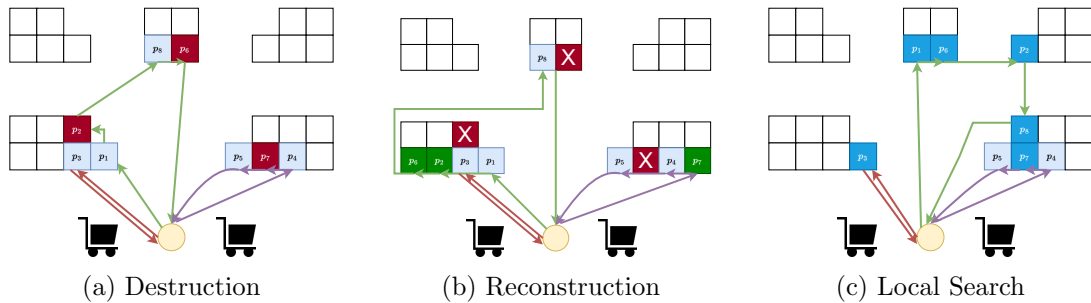 p8 p6
p2
p3 p1
p5 p7 p4
(a) Destruction
p8 X
X
p6 p2 p3 p1
p5 X p4 p7
(b) Reconstruction
p1 p6 p2
p8
p3
p5 p7 p4
(c) Local Search